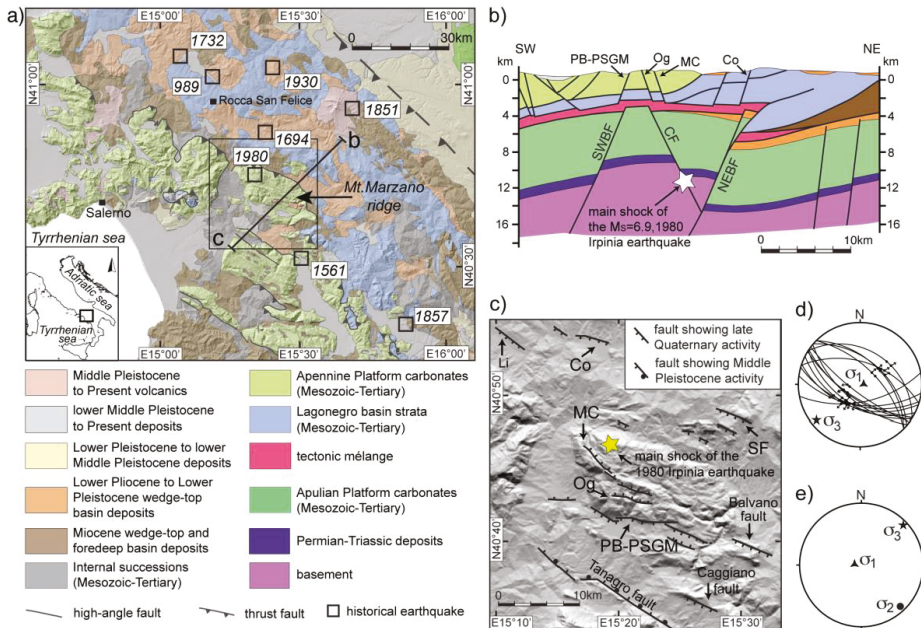 a)
E15°00'
E15°30'
E16°00'
0
30km
1732
989
1930
N41°00'
N41°00'
Rocca San Felice
1851
1694
b
1980
Mt.Marzano
ridge
Salerno
c
Tyrrhenian sea
1561
N40°30'
Adriatic sea
Tyrrhenian
sea
1857
E15°00'
E15°30'
E16°00'
Middle Pleistocene
to Present volcanics
lower Middle Pleistocene
to Present deposits
Lower Pleistocene to lower
Middle Pleistocene deposits
Lower Pliocene to Lower
Pleistocene wedge-top
basin deposits
Miocene wedge-top and
foredeep basin deposits
Internal successions
(Mesozoic-Tertiary)
Apennine Platform carbonates
(Mesozoic-Tertiary)
Lagonegro basin strata
(Mesozoic-Tertiary)
tectonic mélange
Apulian Platform carbonates
(Mesozoic-Tertiary)
Permian-Triassic deposits
basement
high-angle fault
thrust fault
historical earthquake
b)
SW
NE
km
km
PB-PSGM
Og
MC
Co
0
4
8
12
16
0
4
8
12
16
SWBF
CF
NEBF
main shock of
the Ms=6.9,1980
Irpinia earthquake
0
10km
c)
fault showing late
Quaternary activity
fault showing Middle
Pleistocene activity
Li
Co
N40°50'
MC
SF
main shock of the
1980 Irpinia earthquake
Og
Balvano
fault
N40°40'
PB-PSGM
Tanagro fault
Caggiano
fault
0
10km
E15°10'
E15°20'
E15°30'
d)
N
σ1
σ3
e)
N
σ3
σ1
σ2